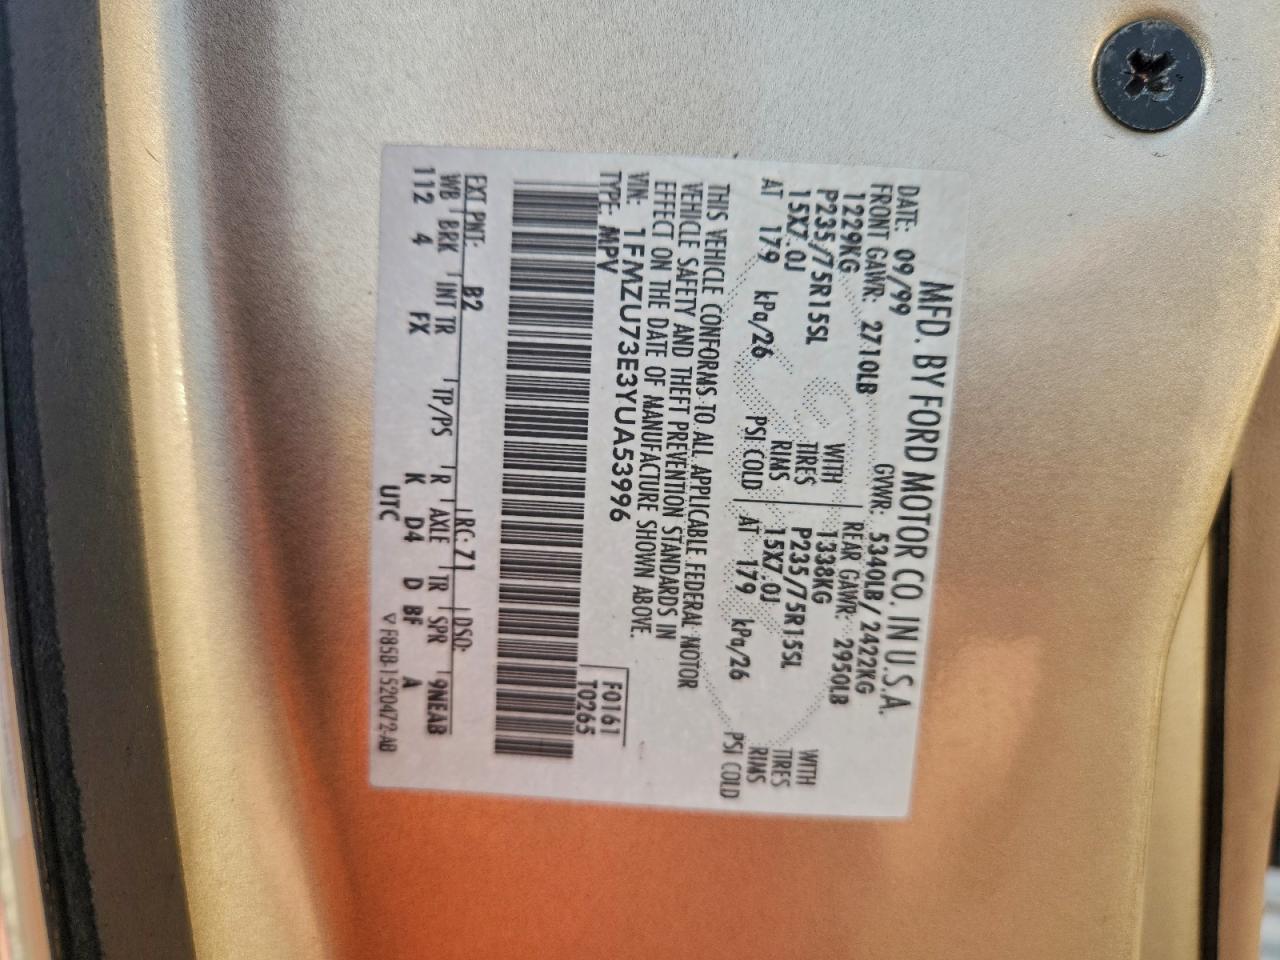 MFD. BY FORD MOTOR CO. IN U.S.A.
DATE: 09/99 GVWR: 5340LB/ 2422KG
FRONT GAWR: 2710LB REAR GAWR: 2950LB
1229KG WITH 1338KG WITH
P235/75R15SL TIRES P235/75R15SL TIRES
15X7.0J RIMS 15X7.0J RIMS
AT 179 kPa/26 PSI COLD AT 179 kPa/26 PSI COLD
THIS VEHICLE CONFORMS TO ALL APPLICABLE FEDERAL MOTOR
VEHICLE SAFETY AND THEFT PREVENTION STANDARDS IN
EFFECT ON THE DATE OF MANUFACTURE SHOWN ABOVE.
VIN: 1FMZU73E3YUA53996
TYPE: MPV
F0161
T0265
EXT PNT: B2 RC: 71 DSO:
WB BRK INT TR TP/PS R AXLE TR SPR 9NEAB
112 4 FX K D4 D BF A
UTC ▽ F85B-1520472-AB